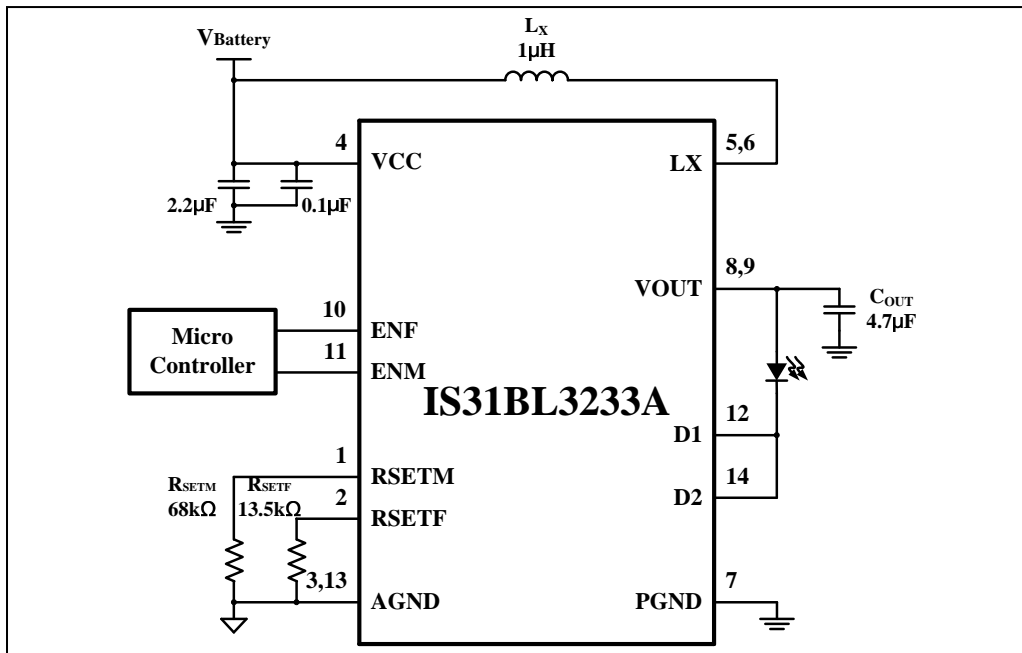 VBattery
LX
1µH
4
VCC
5,6
LX
2.2µF
0.1µF
8,9
VOUT
COUT
4.7µF
Micro
Controller
10
ENF
11
ENM
IS31BL3233A
12
D1
14
D2
1
RSETM
RSETM
68kΩ
RSETF
13.5kΩ
2
RSETF
3,13
AGND
7
PGND